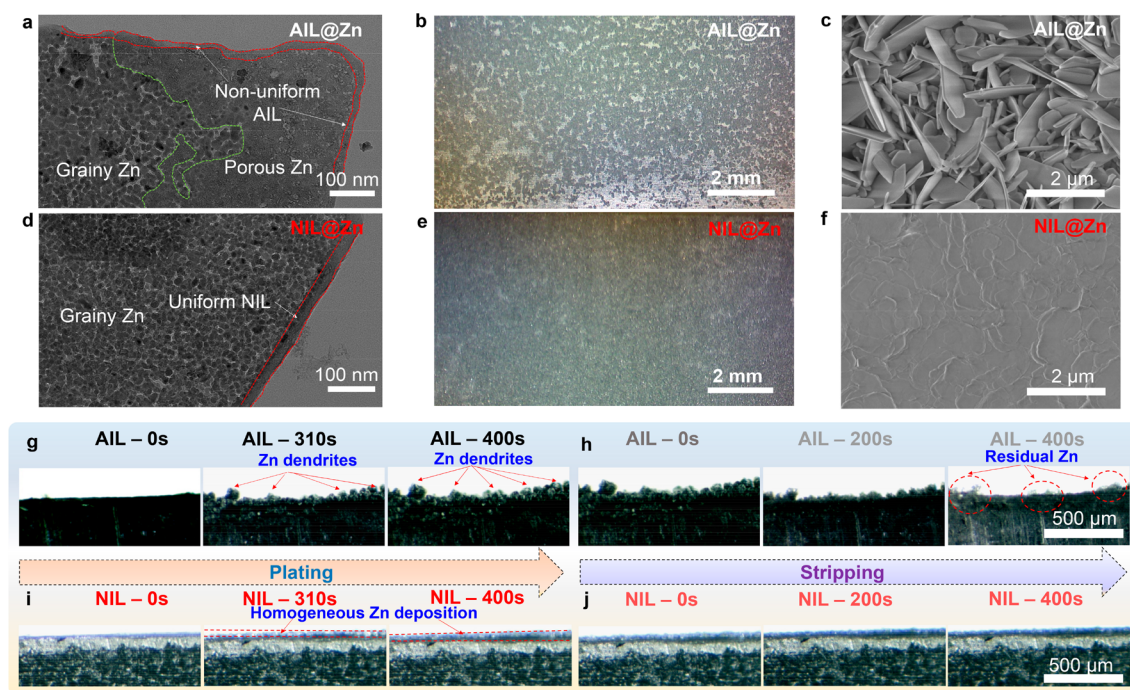 a
AIL@Zn
Non-uniform
AIL
Grainy Zn
Porous Zn
100 nm
b
AIL@Zn
2 mm
c
AIL@Zn
2 µm
d
NIL@Zn
Uniform NIL
Grainy Zn
100 nm
e
NIL@Zn
2 mm
f
NIL@Zn
2 µm
g
AIL – 0s
AIL – 310s
AIL – 400s
Zn dendrites
Zn dendrites
h
AIL – 0s
AIL – 200s
AIL – 400s
Residual Zn
500 µm
Plating
Stripping
i
NIL – 0s
NIL – 310s
NIL – 400s
Homogeneous Zn deposition
j
NIL – 0s
NIL – 200s
NIL – 400s
500 µm